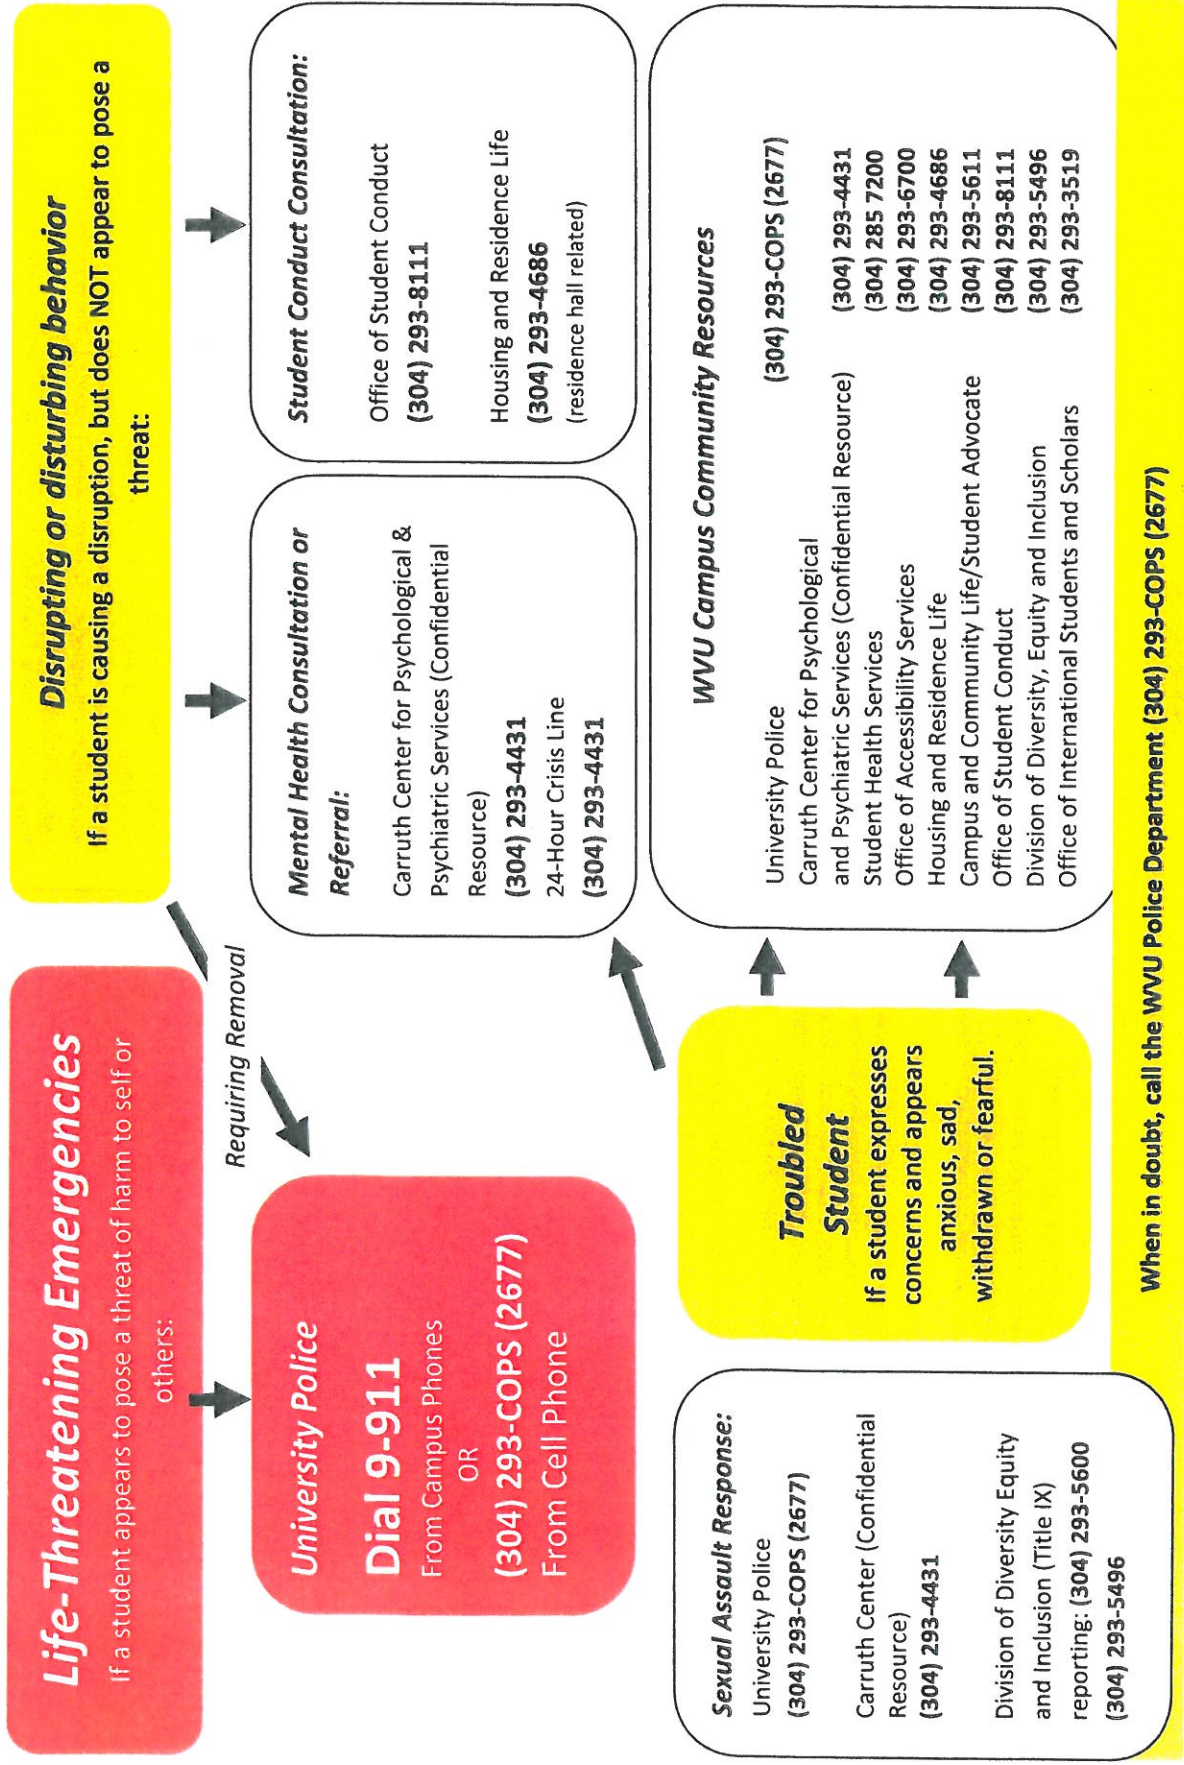 Life-Threatening Emergencies
If a student appears to pose a threat of harm to self or
others:
Disrupting or disturbing behavior
If a student is causing a disruption, but does NOT appear to pose a
threat:
Requiring Removal
University Police
Dial 9-911
From Campus Phones
OR
(304) 293-COPS (2677)
From Cell Phone
Mental Health Consultation or
Referral:
Carruth Center for Psychological &
Psychiatric Services (Confidential
Resource)
(304) 293-4431
24-Hour Crisis Line
(304) 293-4431
Student Conduct Consultation:
Office of Student Conduct
(304) 293-8111
Housing and Residence Life
(304) 293-4686
(residence hall related)
Sexual Assault Response:
University Police
(304) 293-COPS (2677)
Carruth Center (Confidential
Resource)
(304) 293-4431
Division of Diversity Equity
and Inclusion (Title IX)
reporting: (304) 293-5600
(304) 293-5496
Troubled
Student
If a student expresses
concerns and appears
anxious, sad,
withdrawn or fearful.
WVU Campus Community Resources
University Police (304) 293-COPS (2677)
Carruth Center for Psychological
and Psychiatric Services (Confidential Resource) (304) 293-4431
Student Health Services (304) 285 7200
Office of Accessibility Services (304) 293-6700
Housing and Residence Life (304) 293-4686
Campus and Community Life/Student Advocate (304) 293-5611
Office of Student Conduct (304) 293-8111
Division of Diversity, Equity and Inclusion (304) 293-5496
Office of International Students and Scholars (304) 293-3519
When in doubt, call the WVU Police Department (304) 293-COPS (2677)